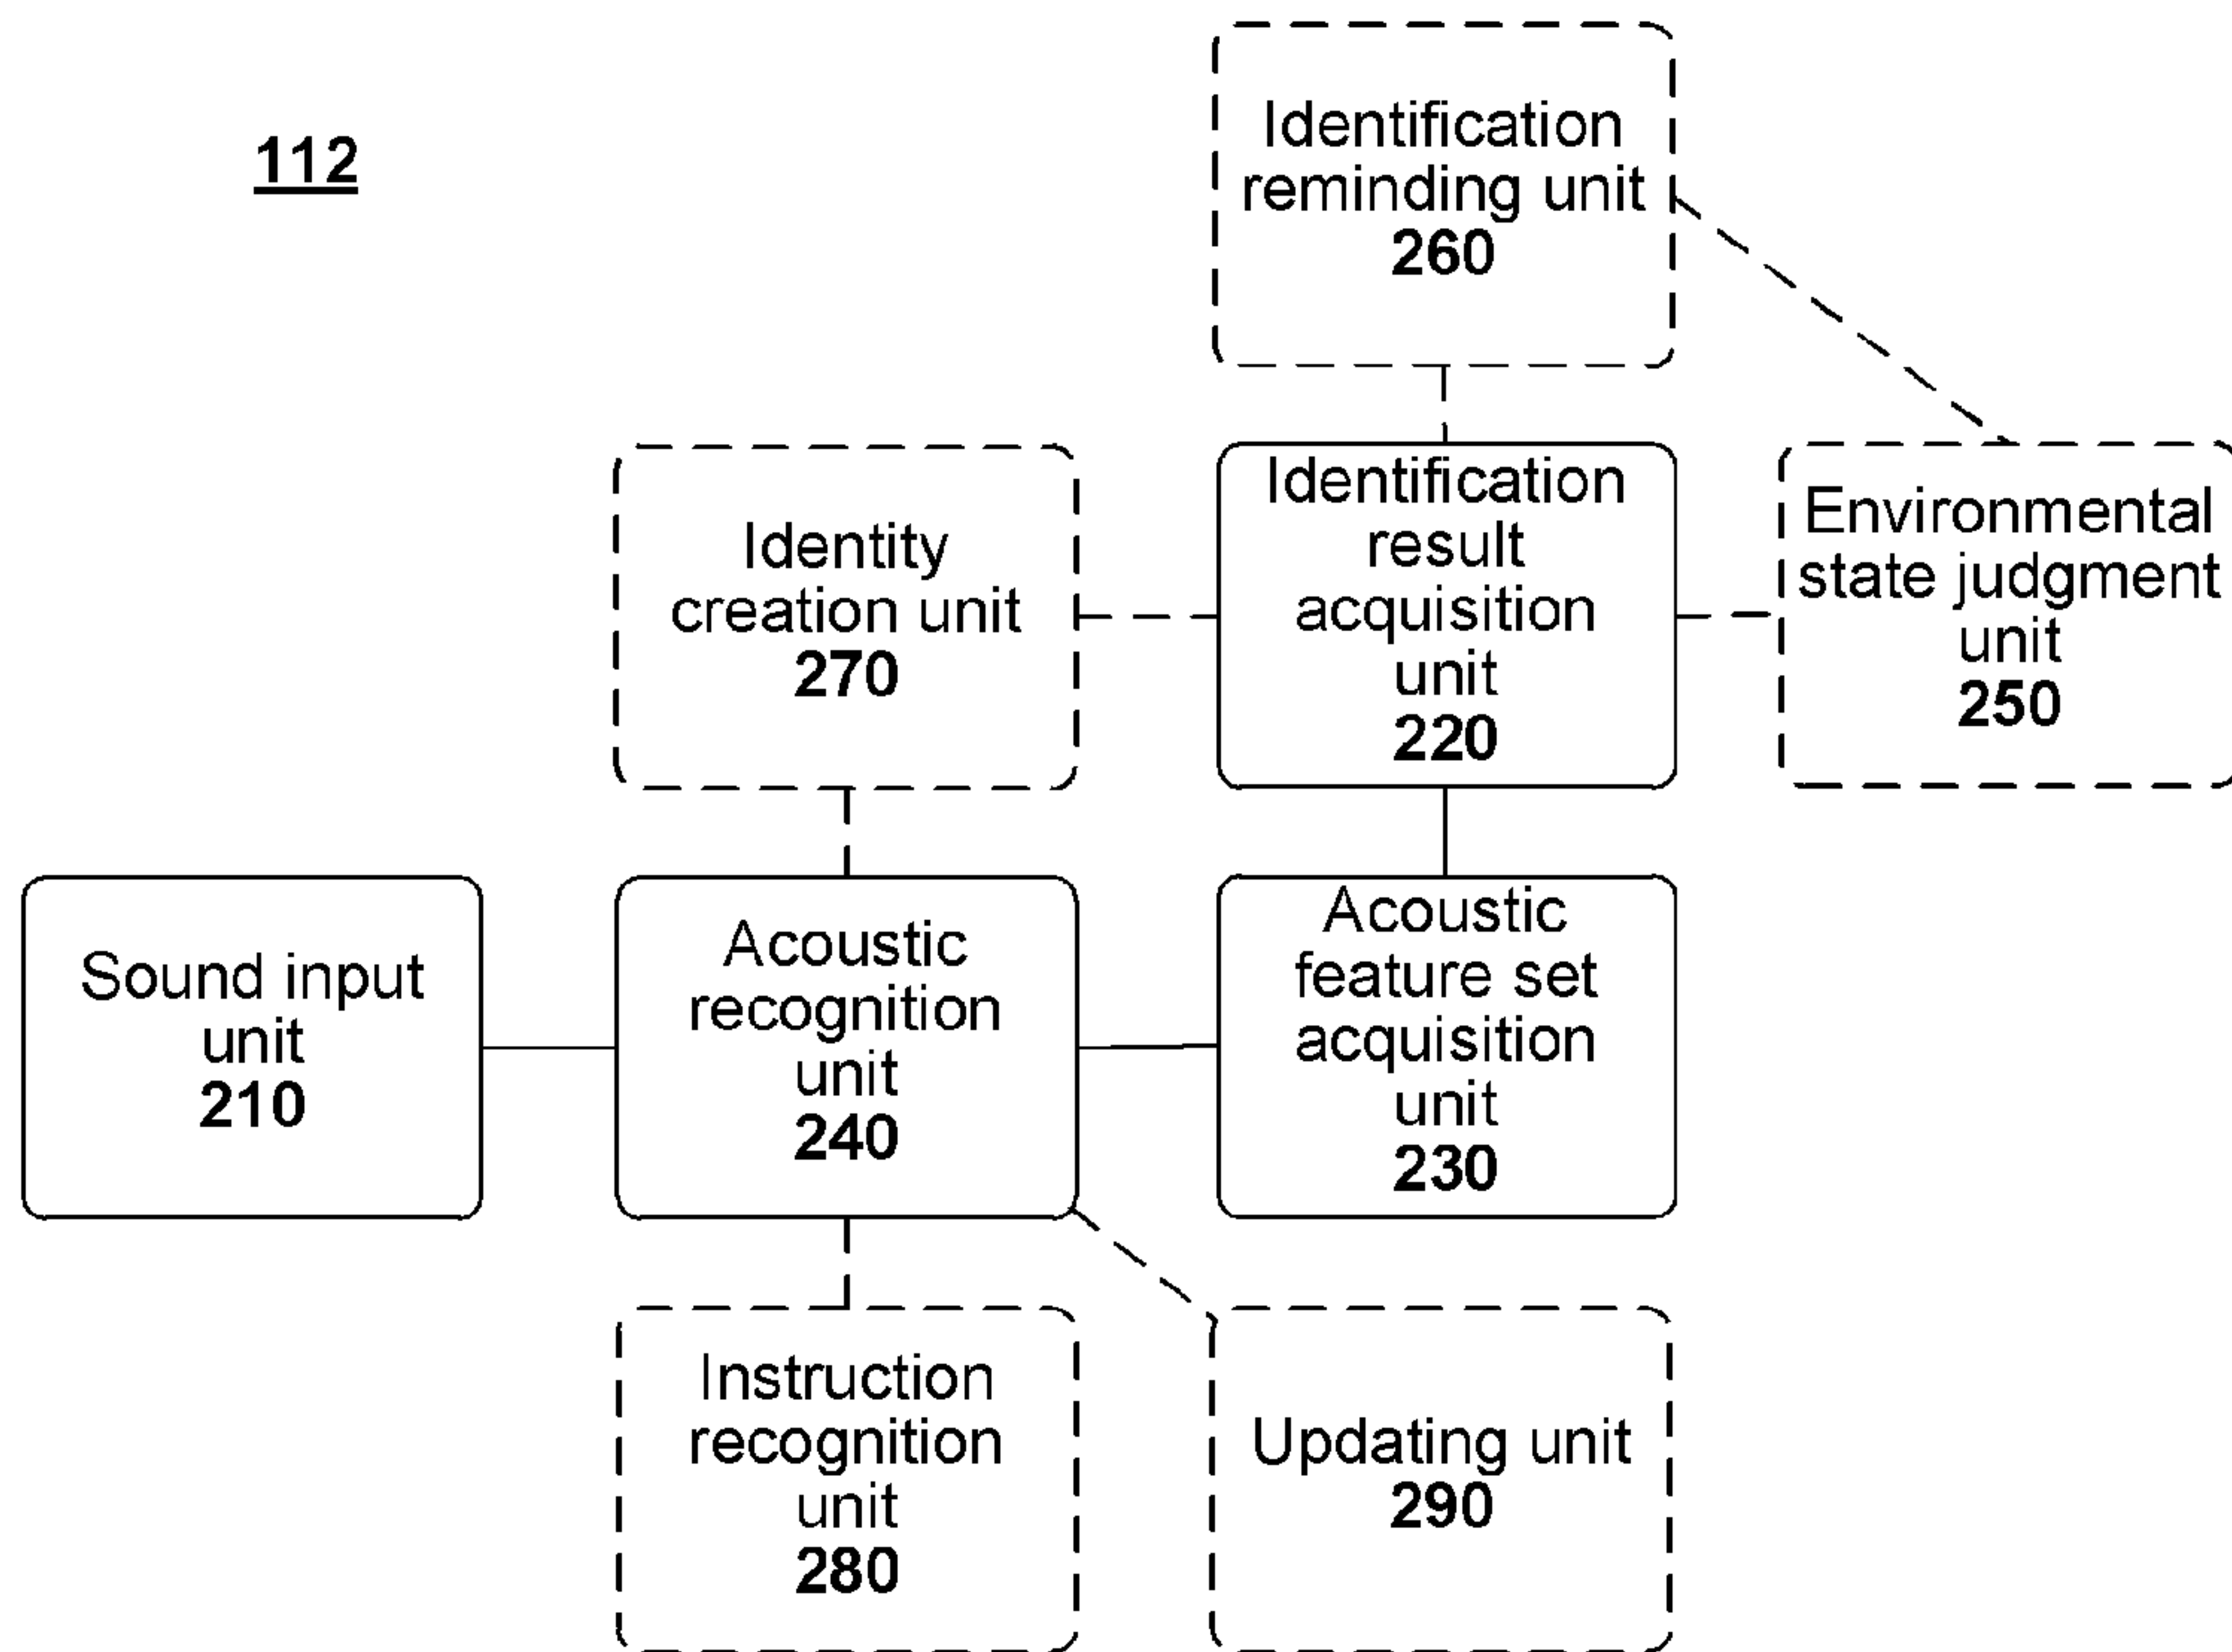 112
Identification
reminding unit
260
Identity
creation unit
270
Identification
result
acquisition
unit
220
Environmental
state judgment
unit
250
Sound input
unit
210
Acoustic
recognition
unit
240
Acoustic
feature set
acquisition
unit
230
Instruction
recognition
unit
280
Updating unit
290